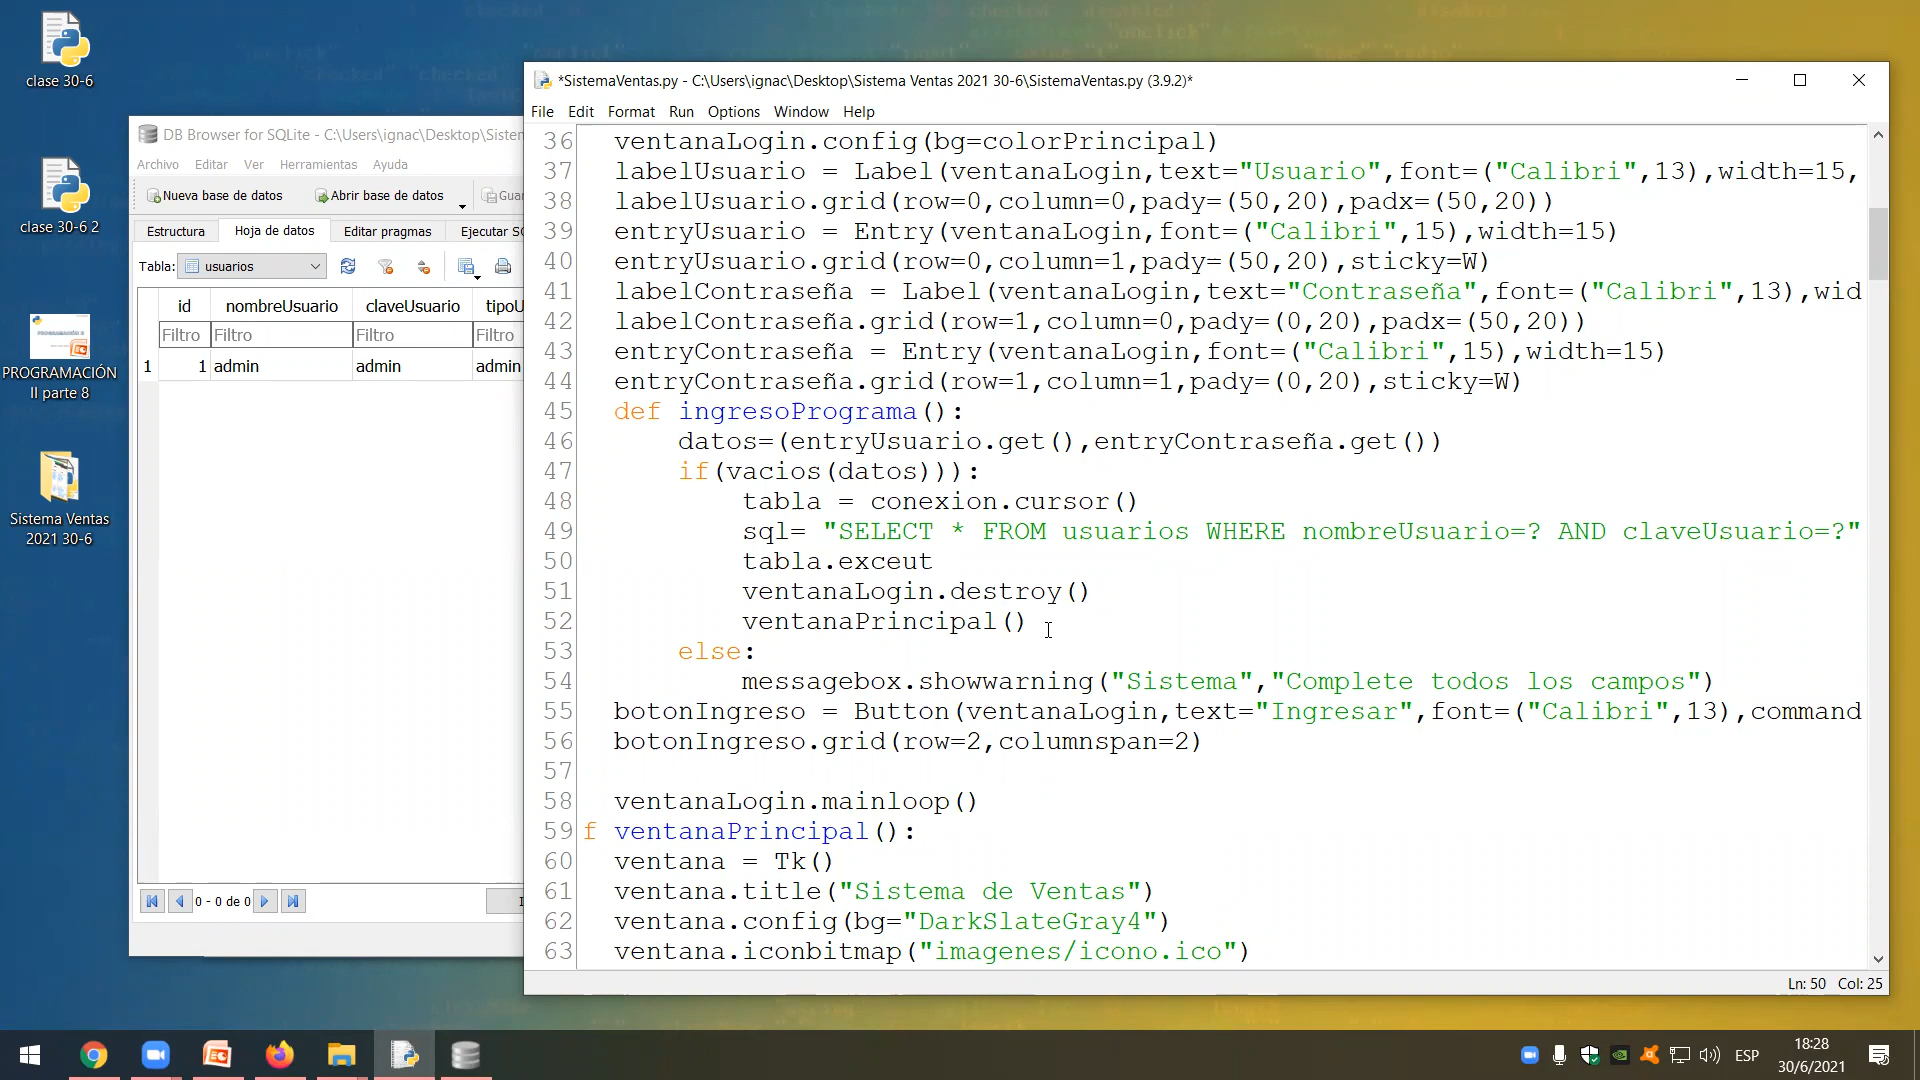 clase 30-6
clase 30-6 2
PROGRAMACIÓN
II parte 8
Sistema Ventas
2021 30-6
DB Browser for SQLite - C:\Users\ignac\Desktop\Sistem
Archivo Editar Ver Herramientas Ayuda
Nueva base de datos Abrir base de datos Guar
Estructura Hoja de datos Editar pragmas Ejecutar SQ
Tabla: usuarios
id nombreUsuario claveUsuario tipoU
Filtro Filtro Filtro Filtro
1 1 admin admin admin
0 - 0 de 0
*SistemaVentas.py - C:\Users\ignac\Desktop\Sistema Ventas 2021 30-6\SistemaVentas.py (3.9.2)*
File Edit Format Run Options Window Help
36 ventanaLogin.config(bg=colorPrincipal)
37 labelUsuario = Label(ventanaLogin,text="Usuario",font=("Calibri",13),width=15,
38 labelUsuario.grid(row=0,column=0,pady=(50,20),padx=(50,20))
39 entryUsuario = Entry(ventanaLogin,font=("Calibri",15),width=15)
40 entryUsuario.grid(row=0,column=1,pady=(50,20),sticky=W)
41 labelContraseña = Label(ventanaLogin,text="Contraseña",font=("Calibri",13),wid
42 labelContraseña.grid(row=1,column=0,pady=(0,20),padx=(50,20))
43 entryContraseña = Entry(ventanaLogin,font=("Calibri",15),width=15)
44 entryContraseña.grid(row=1,column=1,pady=(0,20),sticky=W)
45 def ingresoPrograma():
46 datos=(entryUsuario.get(),entryContraseña.get())
47 if(vacios(datos))):
48 tabla = conexion.cursor()
49 sql= "SELECT * FROM usuarios WHERE nombreUsuario=? AND claveUsuario=?"
50 tabla.exceut
51 ventanaLogin.destroy()
52 ventanaPrincipal()
53 else:
54 messagebox.showwarning("Sistema","Complete todos los campos")
55 botonIngreso = Button(ventanaLogin,text="Ingresar",font=("Calibri",13),command
56 botonIngreso.grid(row=2,columnspan=2)
57
58 ventanaLogin.mainloop()
59 f ventanaPrincipal():
60 ventana = Tk()
61 ventana.title("Sistema de Ventas")
62 ventana.config(bg="DarkSlateGray4")
63 ventana.iconbitmap("imagenes/icono.ico")
Ln: 50 Col: 25
ESP
18:28
30/6/2021